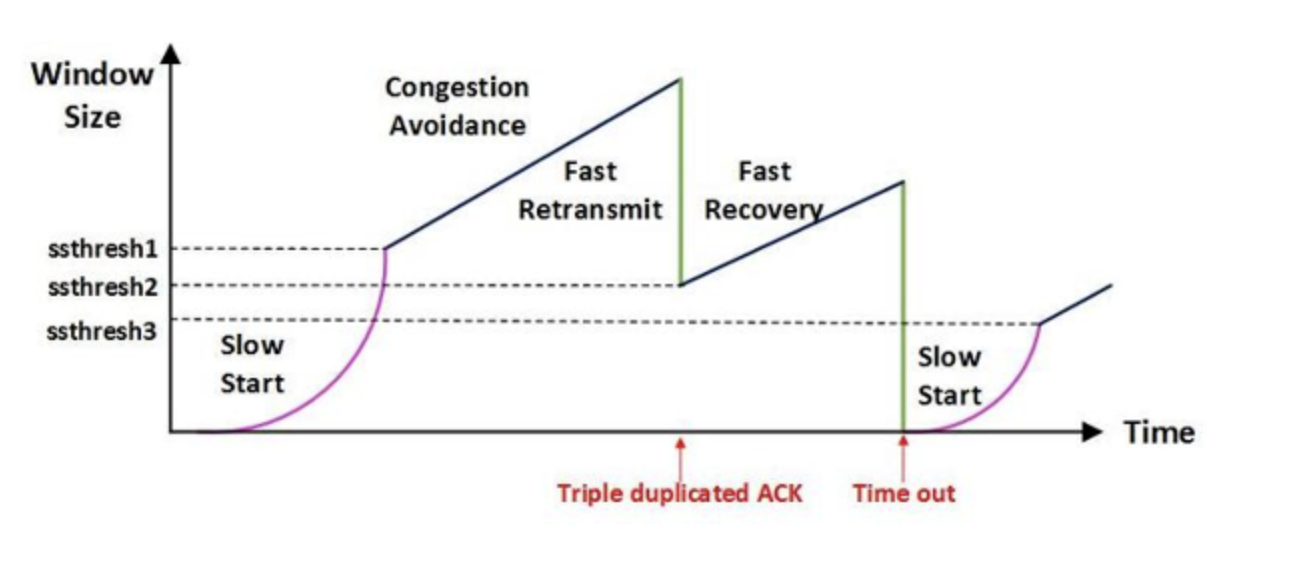 Window
Size
Congestion
Avoidance
Fast
Retransmit
Fast
Recovery
ssthresh1
ssthresh2
ssthresh3
Slow
Start
Slow
Start
Time
Triple duplicated ACK
Time out